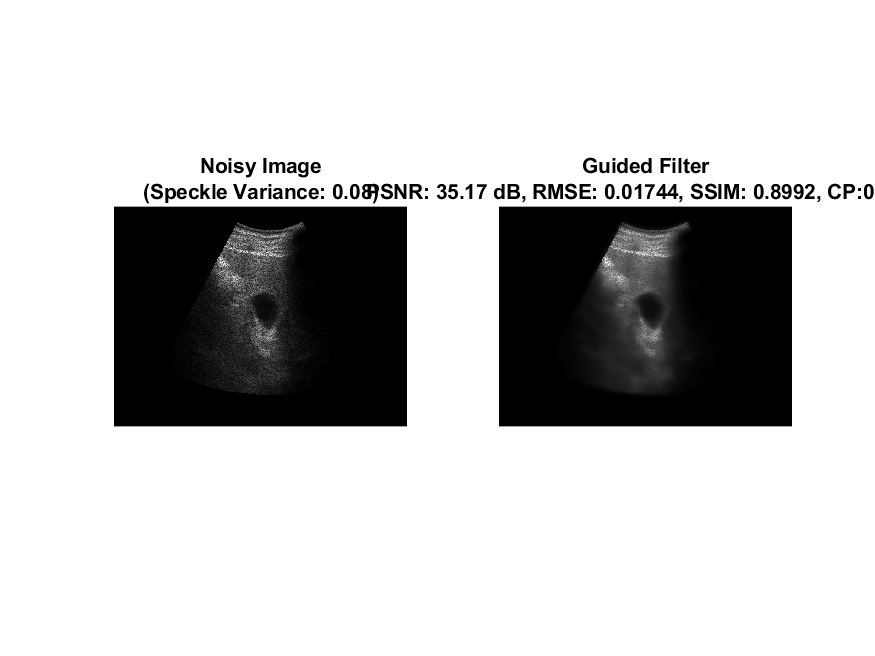 Noisy Image
(Speckle Variance: 0.08)
Guided Filter
PSNR: 35.17 dB, RMSE: 0.01744, SSIM: 0.8992, CP:0